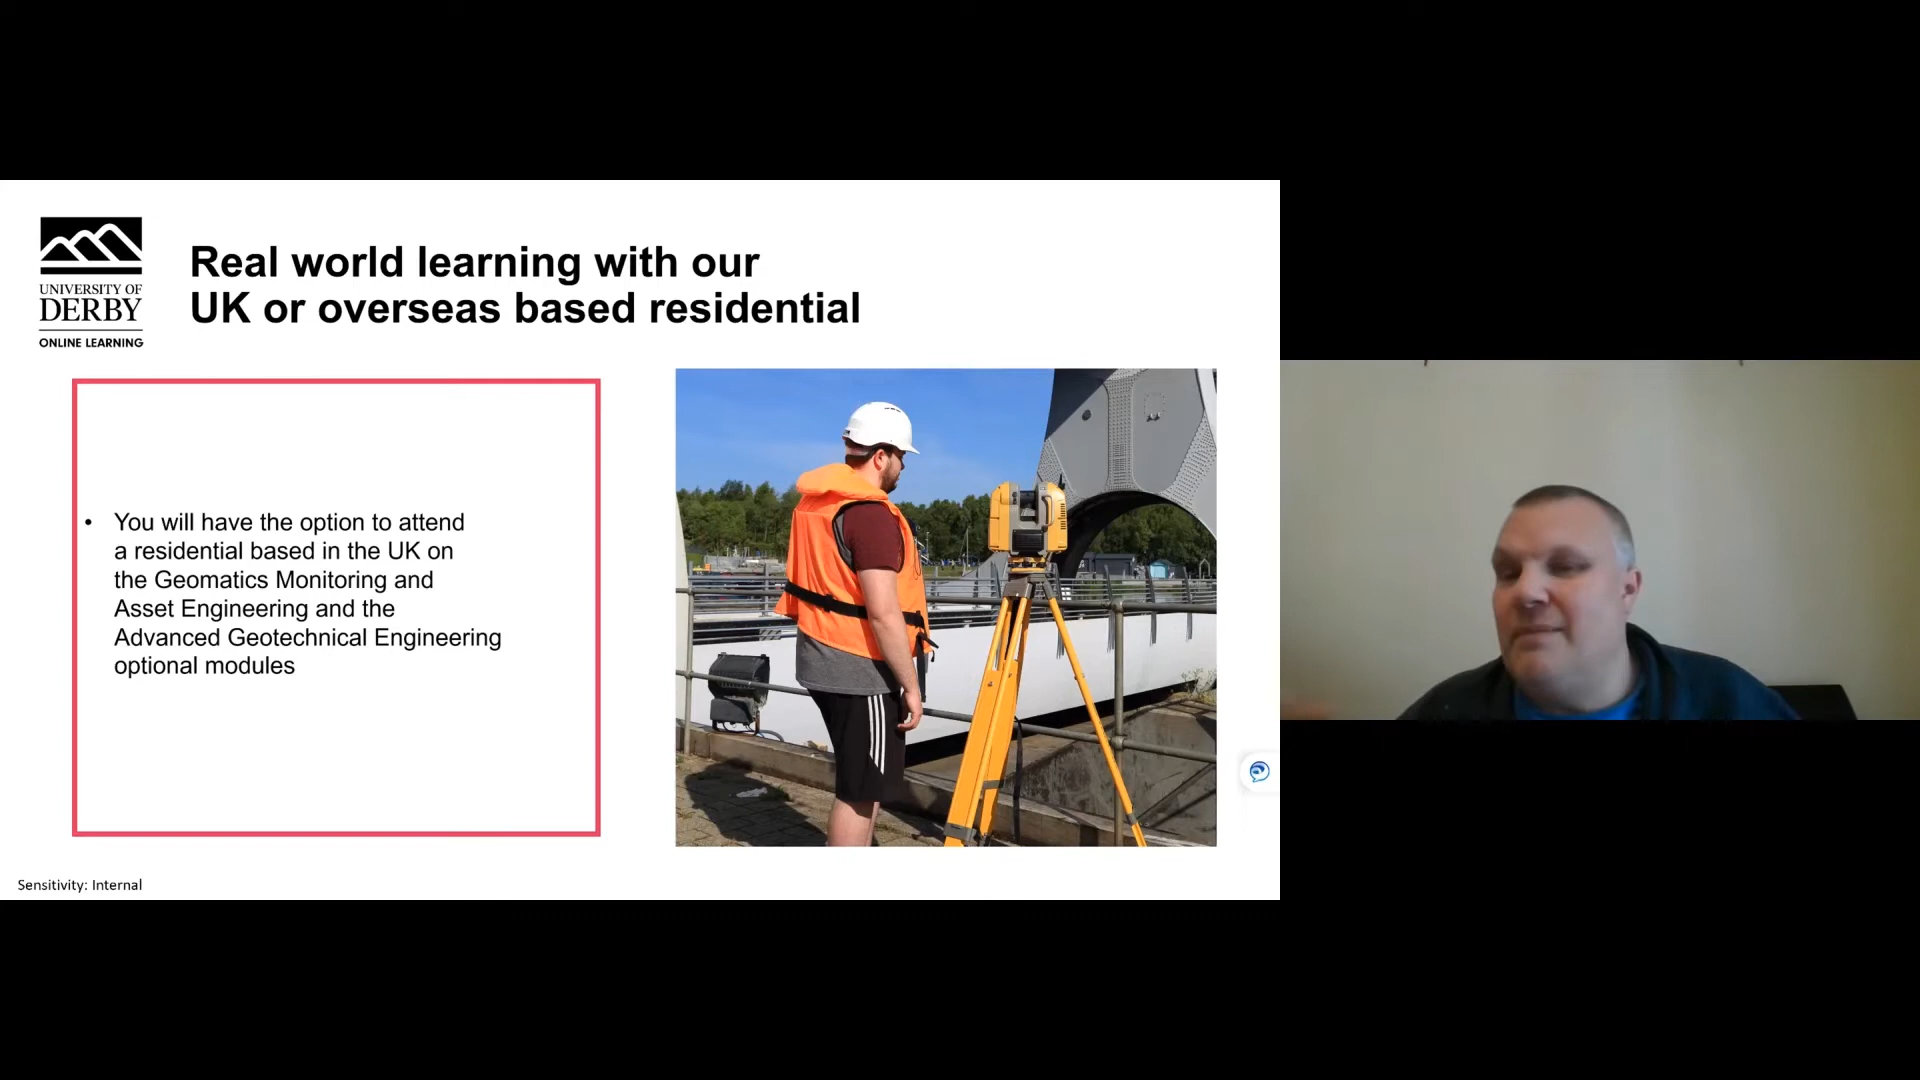 UNIVERSITY OF
DERBY
ONLINE LEARNING
Real world learning with our
UK or overseas based residential
• You will have the option to attend
a residential based in the UK on
the Geomatics Monitoring and
Asset Engineering and the
Advanced Geotechnical Engineering
optional modules
Sensitivity: Internal